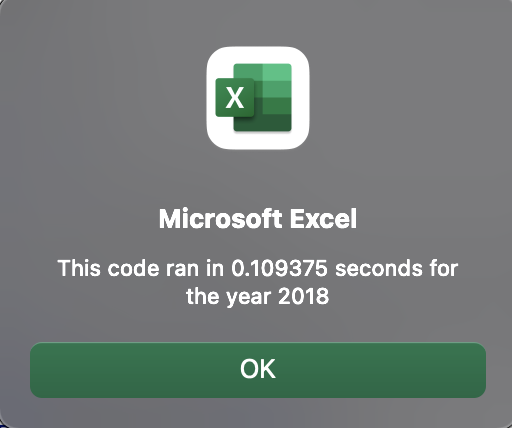 X
Microsoft Excel
This code ran in 0.109375 seconds for
the year 2018
OK